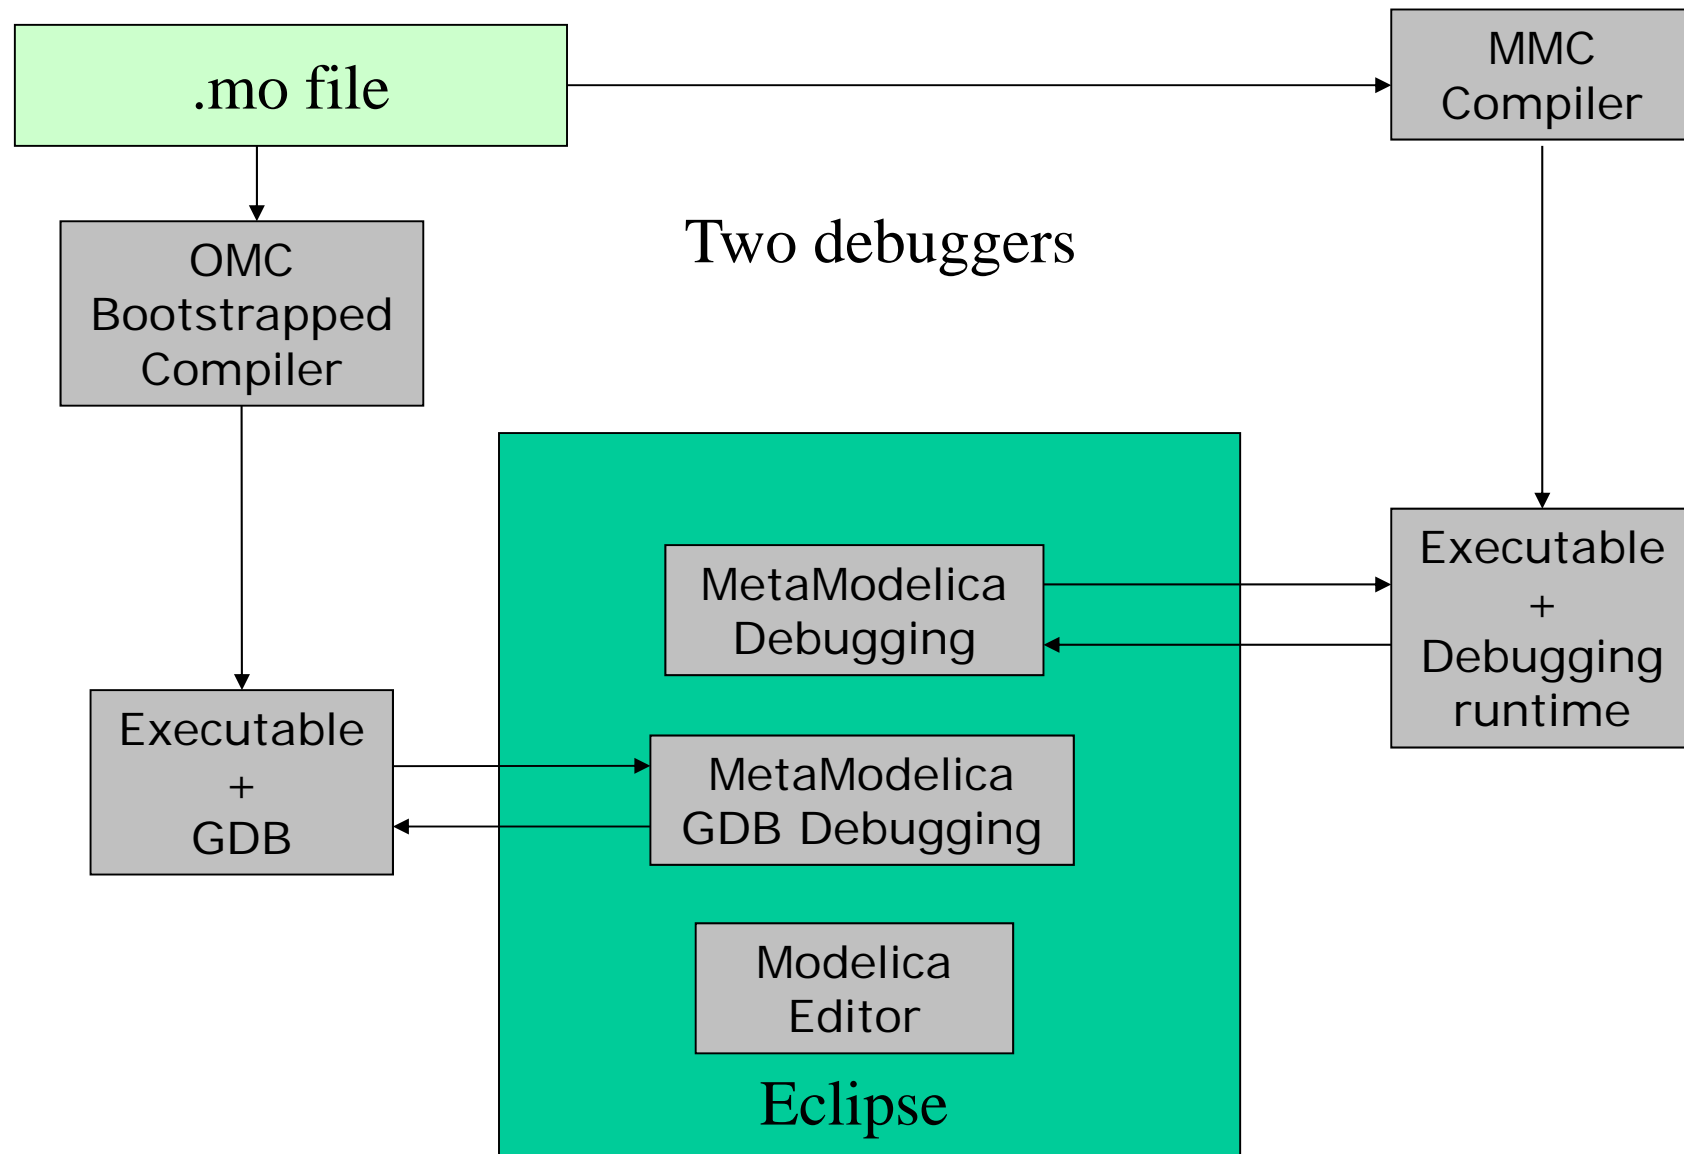 .mo file
MMC
Compiler
Two debuggers
OMC
Bootstrapped
Compiler
MetaModelica
Debugging
Executable
+
Debugging
runtime
Executable
+
GDB
MetaModelica
GDB Debugging
Modelica
Editor
Eclipse